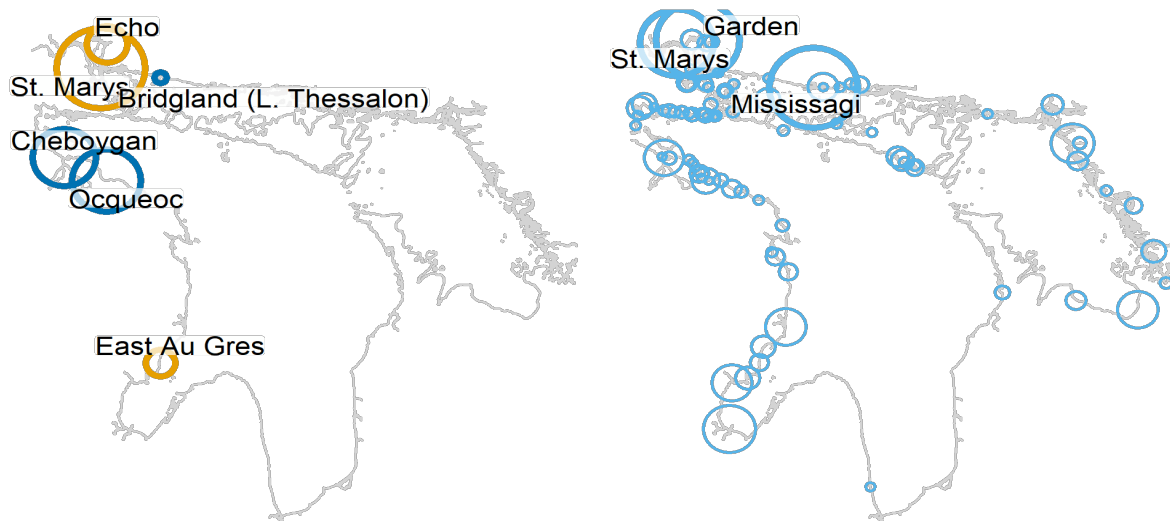 Echo
St. Marys
Bridgland (L. Thessalon)
Cheboygan
Ocqueoc
East Au Gres
Garden
St. Marys
Mississagi